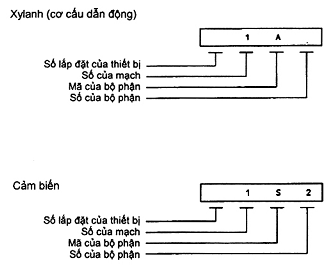 Xylanh (cơ cấu dẫn động)
1 A
Số lắp đặt của thiết bị
Số của mạch
Mã của bộ phận
Số của bộ phận
Cảm biến
1 S 2
Số lắp đặt của thiết bị
Số của mạch
Mã của bộ phận
Số của bộ phận